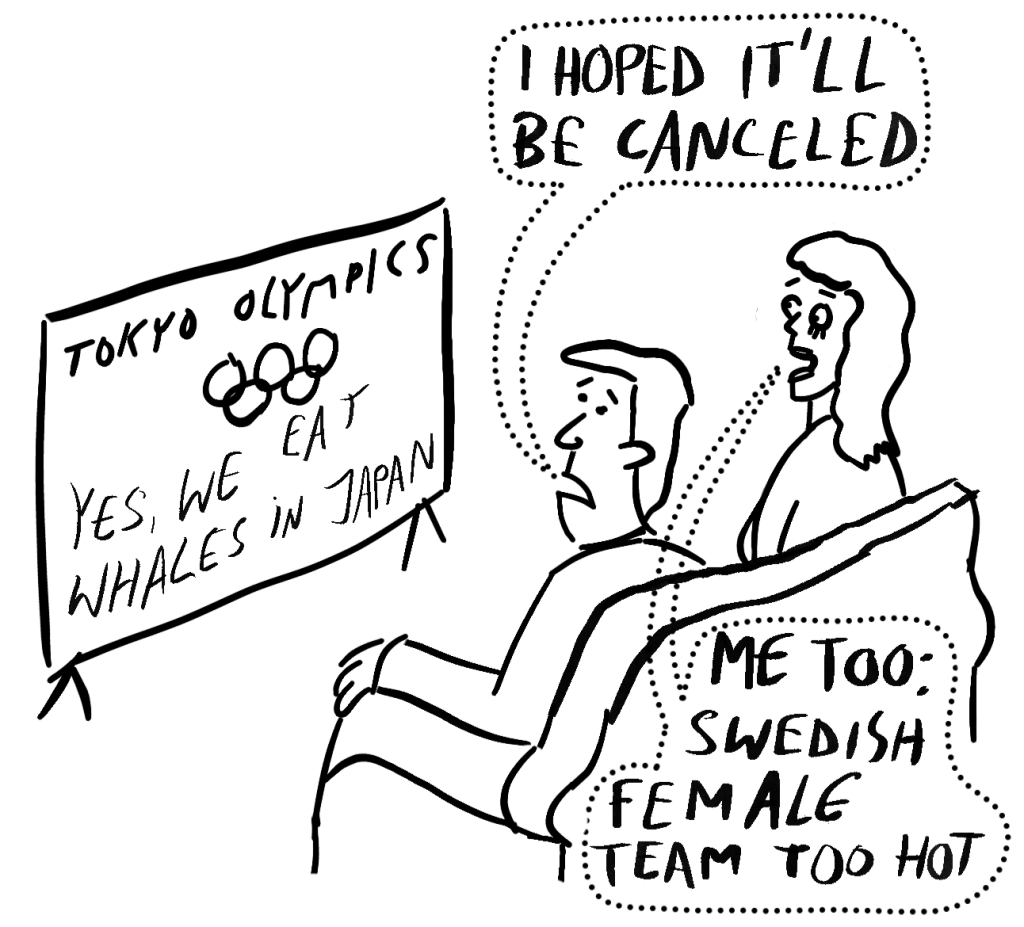 I HOPED IT'LL
BE CANCELED
TOKYO OLYMPICS
YES, WE EAT
WHALES IN JAPAN
ME TOO:
SWEDISH
FEMALE
TEAM TOO HOT